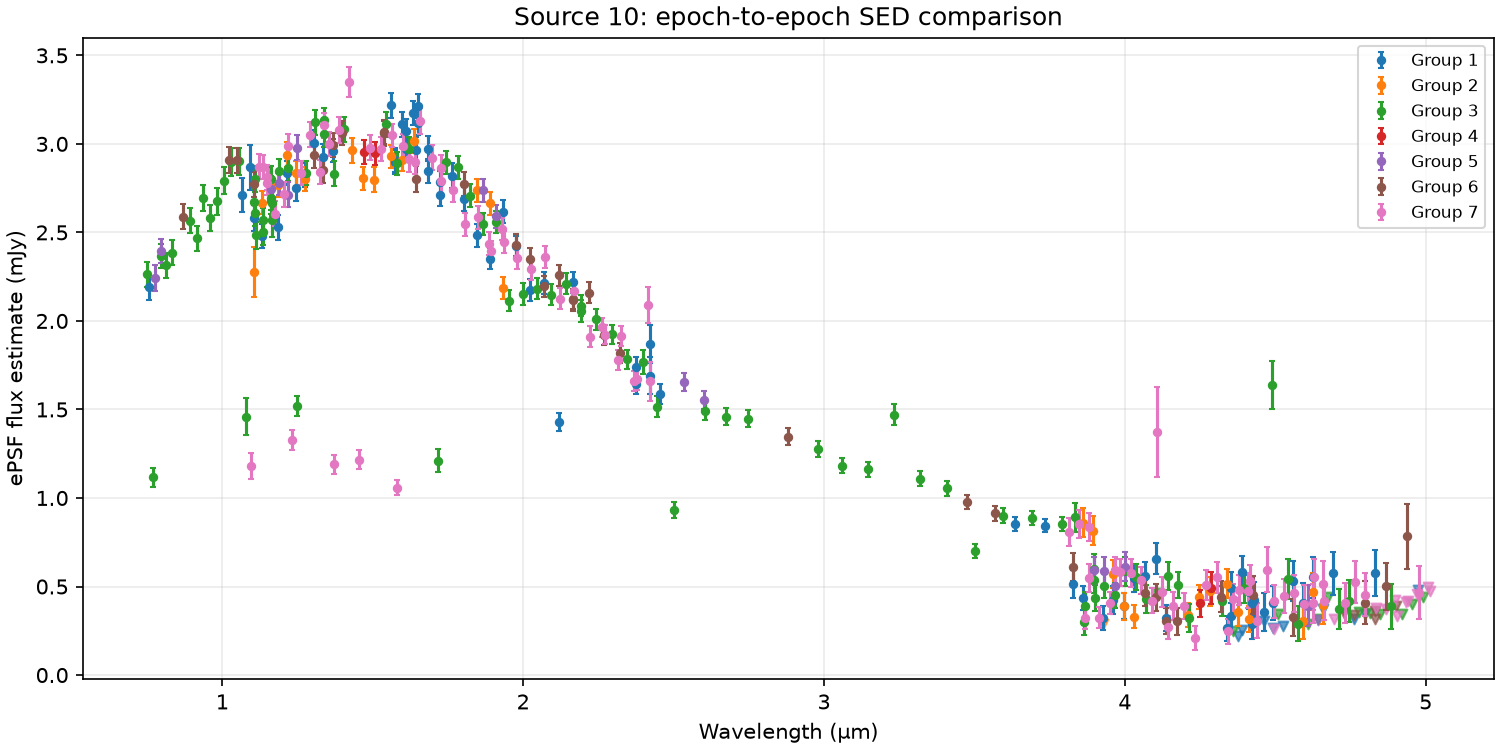 Source 10: epoch-to-epoch SED comparison
ePSF flux estimate (mJy)
3.5
3.0
2.5
2.0
1.5
1.0
0.5
0.0
Group 1
Group 2
Group 3
Group 4
Group 5
Group 6
Group 7
1
2
3
4
5
Wavelength (μm)